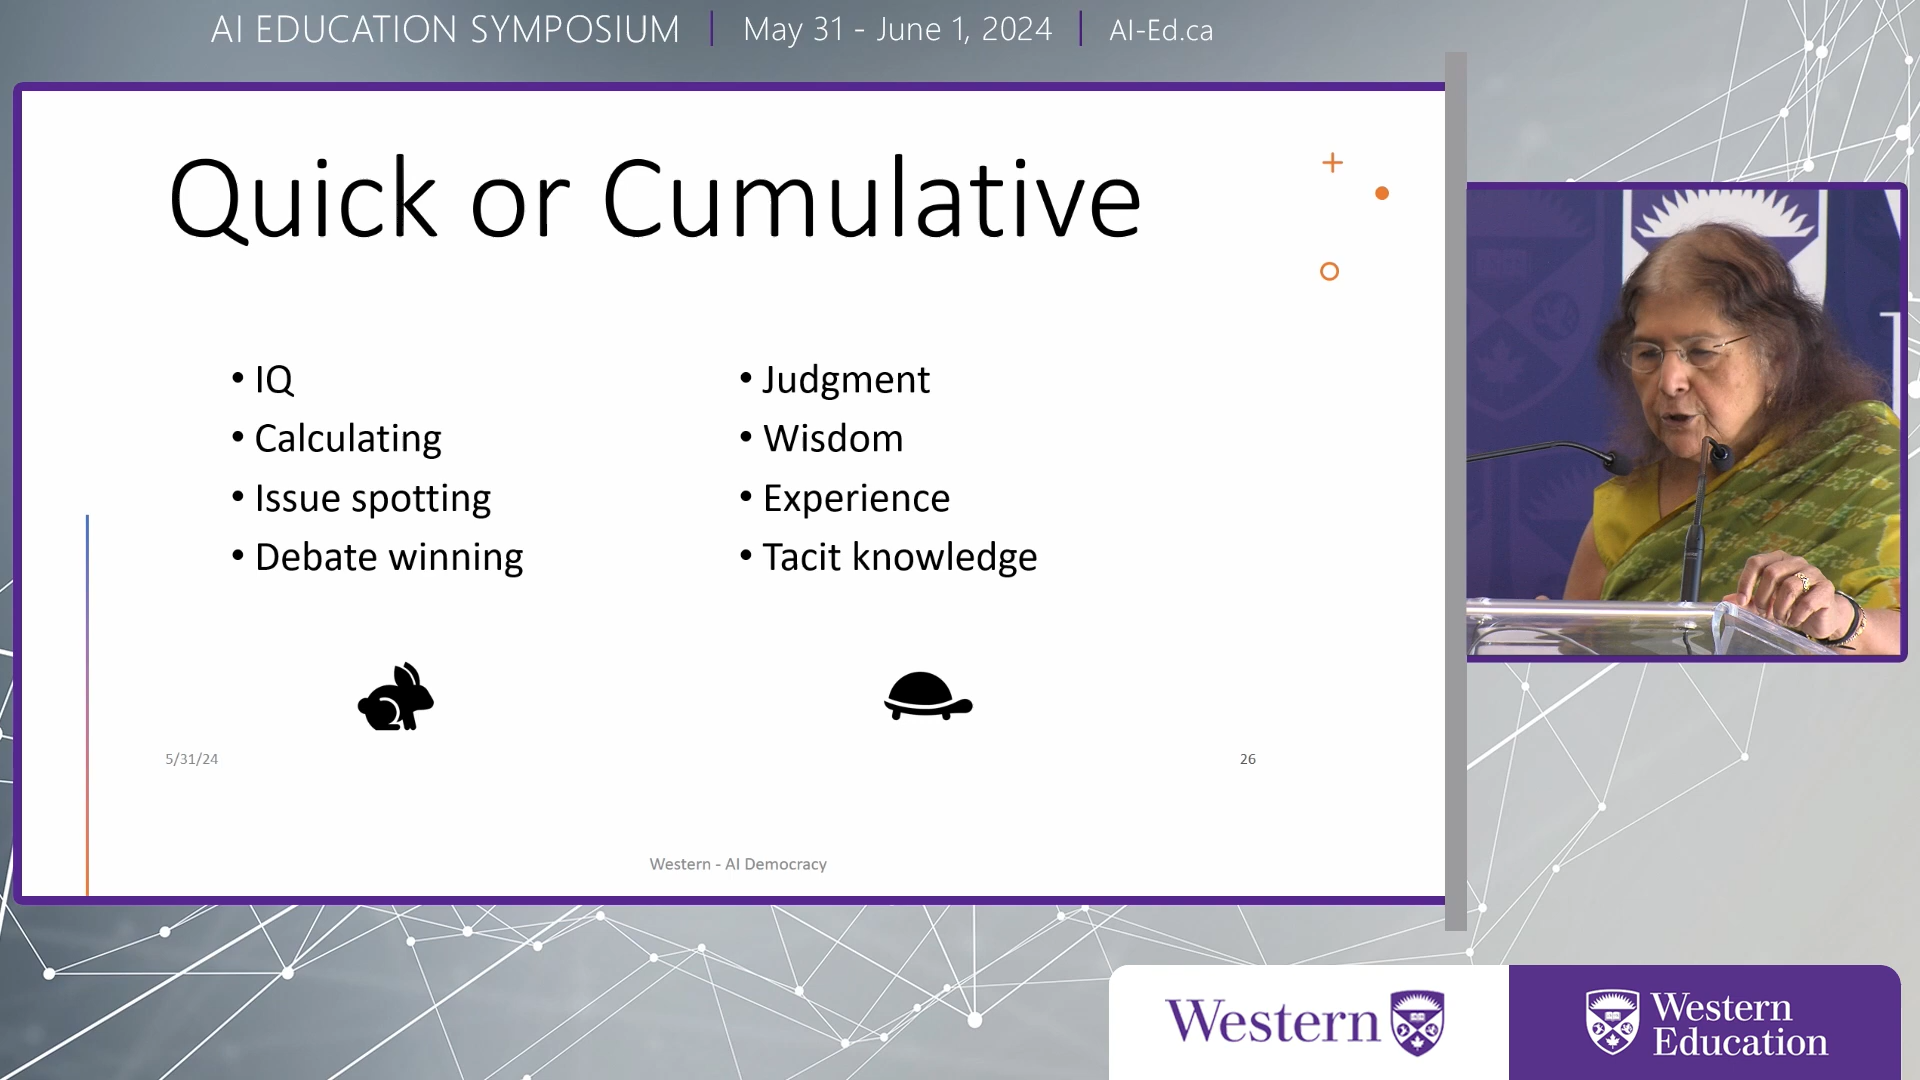 AI EDUCATION SYMPOSIUM | May 31 - June 1, 2024 | AI-Ed.ca
Quick or Cumulative
• IQ
• Calculating
• Issue spotting
• Debate winning
• Judgment
• Wisdom
• Experience
• Tacit knowledge
5/31/24
26
Western - AI Democracy
Western
Western
Education